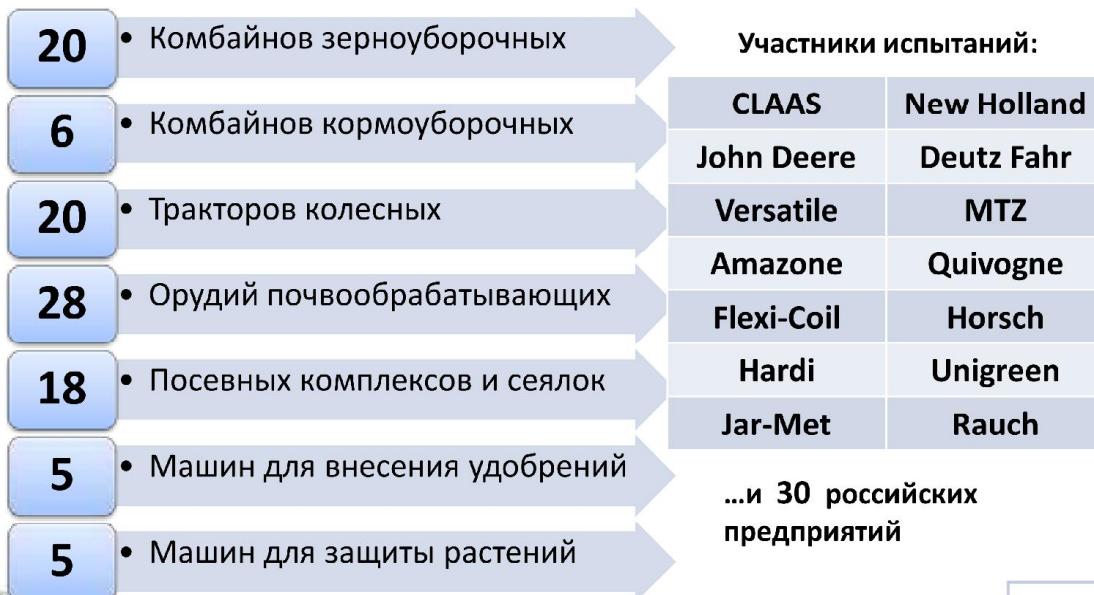 20
• Комбайнов зерноуборочных
6
• Комбайнов кормоуборочных
20
• Тракторов колесных
28
• Орудий почвообрабатывающих
18
• Посевных комплексов и сеялок
5
• Машин для внесения удобрений
5
• Машин для защиты растений
Участники испытаний:
CLAAS New Holland
John Deere Deutz Fahr
Versatile MTZ
Amazone Quivogne
Flexi-Coil Horsch
Hardi Unigreen
Jar-Met Rauch
...и 30 российских
предприятий